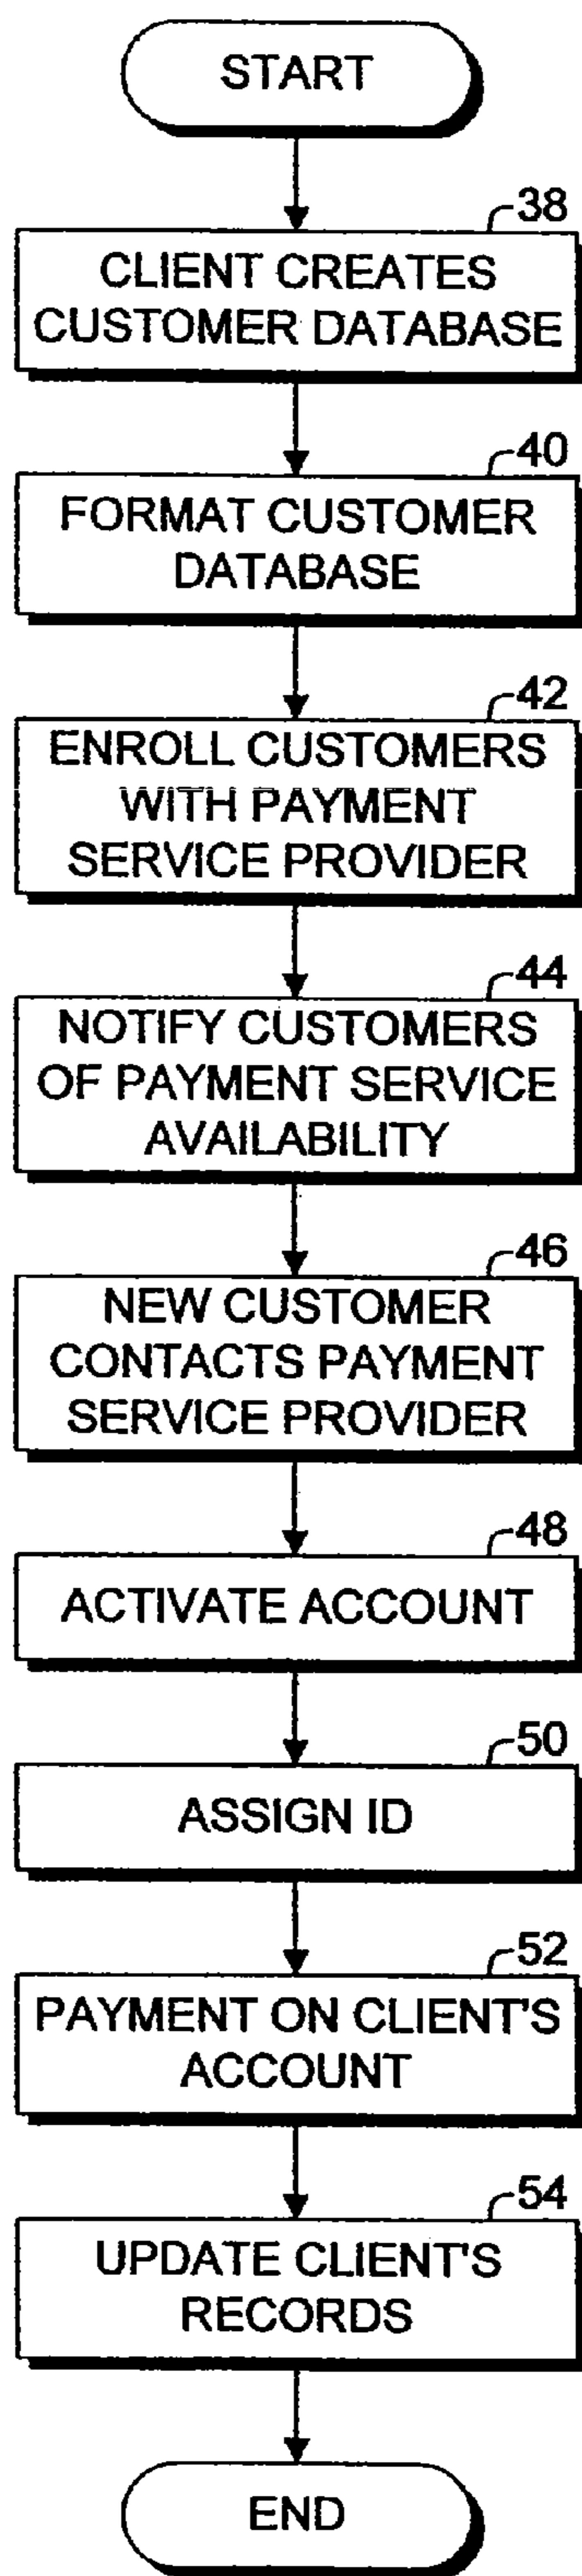 START
38
CLIENT CREATES
CUSTOMER DATABASE
40
FORMAT CUSTOMER
DATABASE
42
ENROLL CUSTOMERS
WITH PAYMENT
SERVICE PROVIDER
44
NOTIFY CUSTOMERS
OF PAYMENT SERVICE
AVAILABILITY
46
NEW CUSTOMER
CONTACTS PAYMENT
SERVICE PROVIDER
48
ACTIVATE ACCOUNT
50
ASSIGN ID
52
PAYMENT ON CLIENT'S
ACCOUNT
54
UPDATE CLIENT'S
RECORDS
END